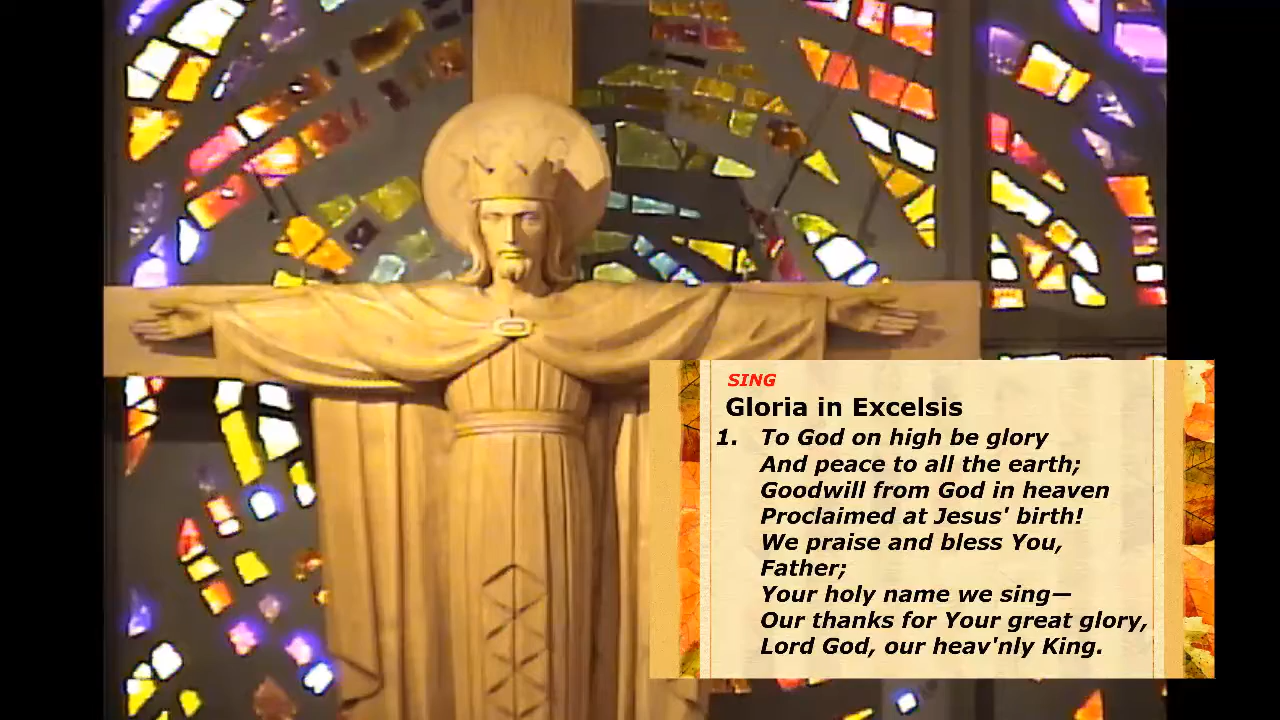 SING
Gloria in Excelsis
1. To God on high be glory
And peace to all the earth;
Goodwill from God in heaven
Proclaimed at Jesus' birth!
We praise and bless You,
Father;
Your holy name we sing—
Our thanks for Your great glory,
Lord God, our heav'nly King.